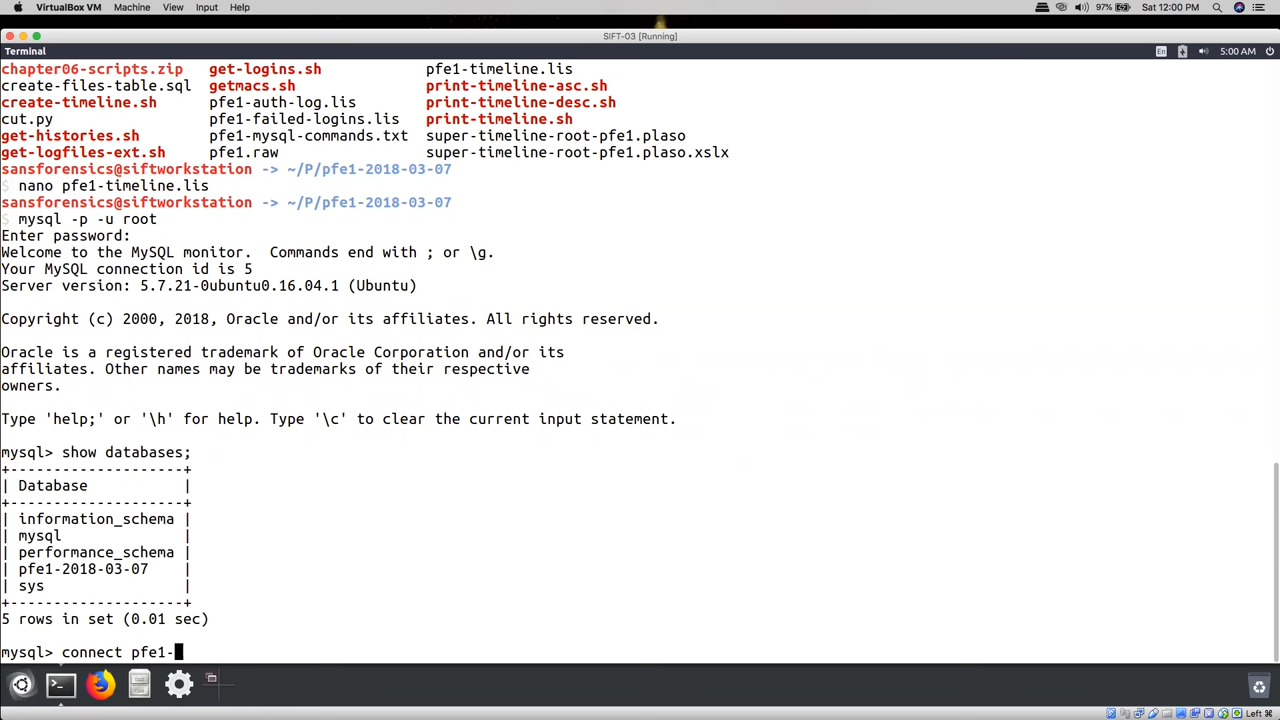 VirtualBox VM Machine View Input Help 97% Sat 12:00 PM
SIFT-03 [Running]
Terminal En 5:00 AM
chapter06-scripts.zip get-logins.sh pfe1-timeline.lis
create-files-table.sql getmacs.sh print-timeline-asc.sh
create-timeline.sh pfe1-auth-log.lis print-timeline-desc.sh
cut.py pfe1-failed-logins.lis print-timeline.sh
get-histories.sh pfe1-mysql-commands.txt super-timeline-root-pfe1.plaso
get-logfiles-ext.sh pfe1.raw super-timeline-root-pfe1.plaso.xslx
sansforensics@siftworkstation -> ~/P/pfe1-2018-03-07
$ nano pfe1-timeline.lis
sansforensics@siftworkstation -> ~/P/pfe1-2018-03-07
$ mysql -p -u root
Enter password:
Welcome to the MySQL monitor.  Commands end with ; or \g.
Your MySQL connection id is 5
Server version: 5.7.21-0ubuntu0.16.04.1 (Ubuntu)
Copyright (c) 2000, 2018, Oracle and/or its affiliates. All rights reserved.
Oracle is a registered trademark of Oracle Corporation and/or its
affiliates. Other names may be trademarks of their respective
owners.
Type 'help;' or '\h' for help. Type '\c' to clear the current input statement.
mysql> show databases;
+--------------------+
| Database           |
+--------------------+
| information_schema |
| mysql              |
| performance_schema |
| pfe1-2018-03-07    |
| sys                |
+--------------------+
5 rows in set (0.01 sec)
mysql> connect pfe1-
Left ⌘